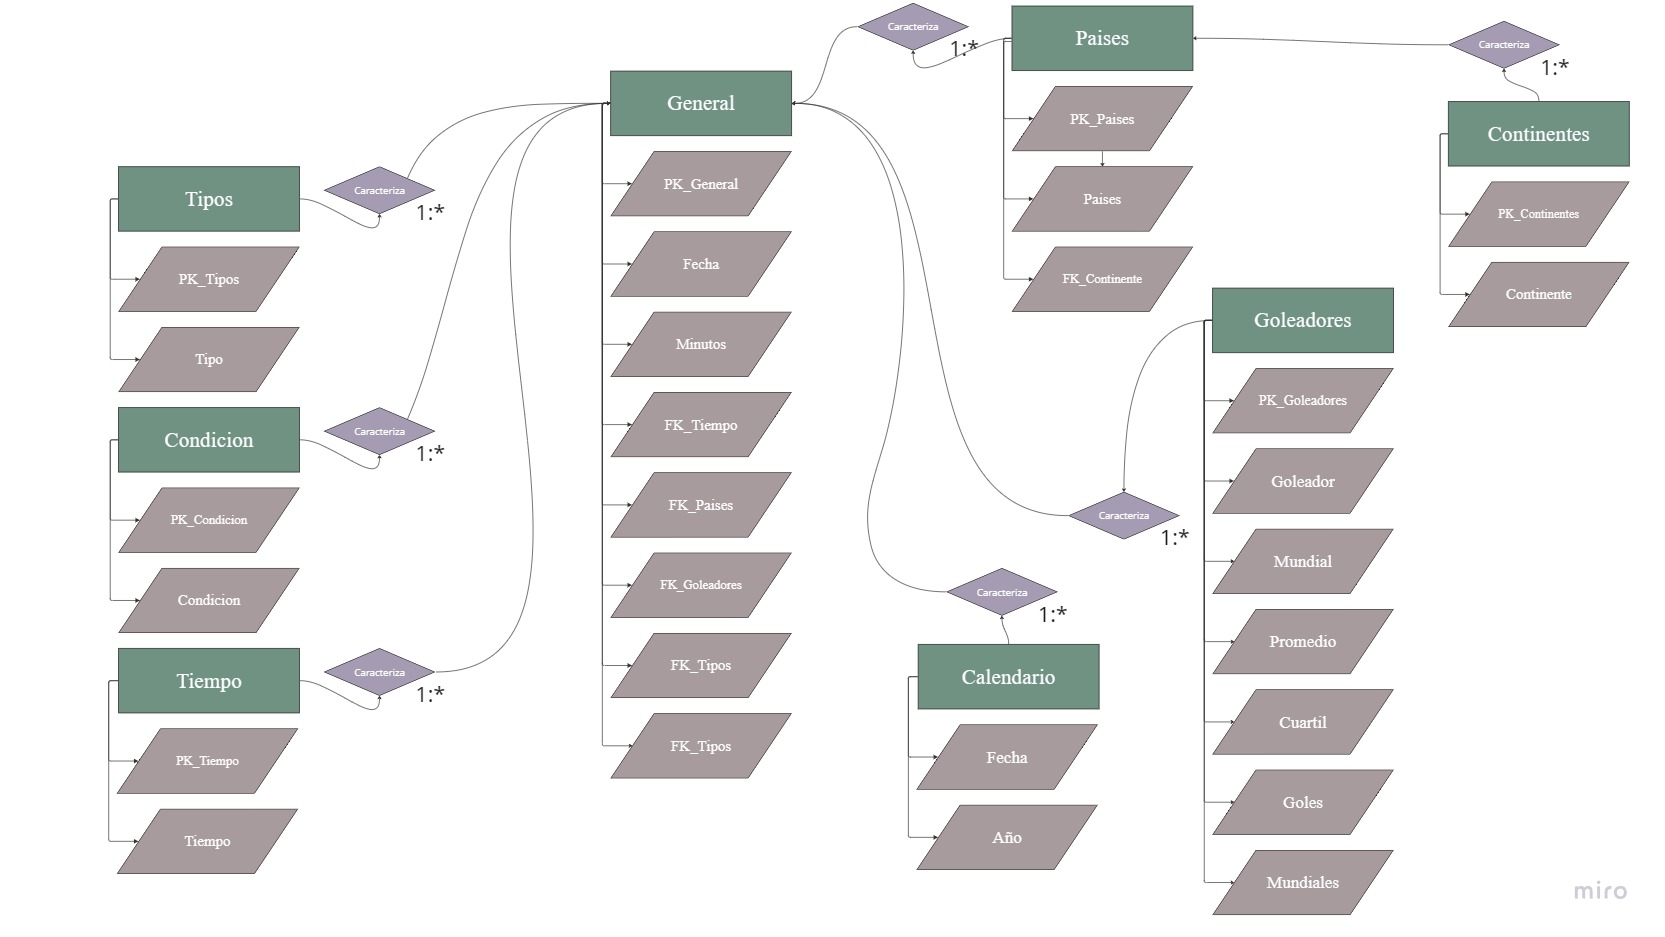 Tipos
PK_Tipos
Tipo
Caracteriza
1:*
Condicion
PK_Condicion
Condicion
Caracteriza
1:*
Tiempo
PK_Tiempo
Tiempo
Caracteriza
1:*
General
PK_General
Fecha
Minutos
FK_Tiempo
FK_Paises
FK_Goleadores
FK_Tipos
FK_Tipos
Caracteriza
1:*
Paises
PK_Paises
Paises
FK_Continente
Caracteriza
1:*
Continentes
PK_Continentes
Continente
Caracteriza
1:*
Calendario
Fecha
Año
Caracteriza
1:*
Goleadores
PK_Goleadores
Goleador
Mundial
Promedio
Cuartil
Goles
Mundiales
miro